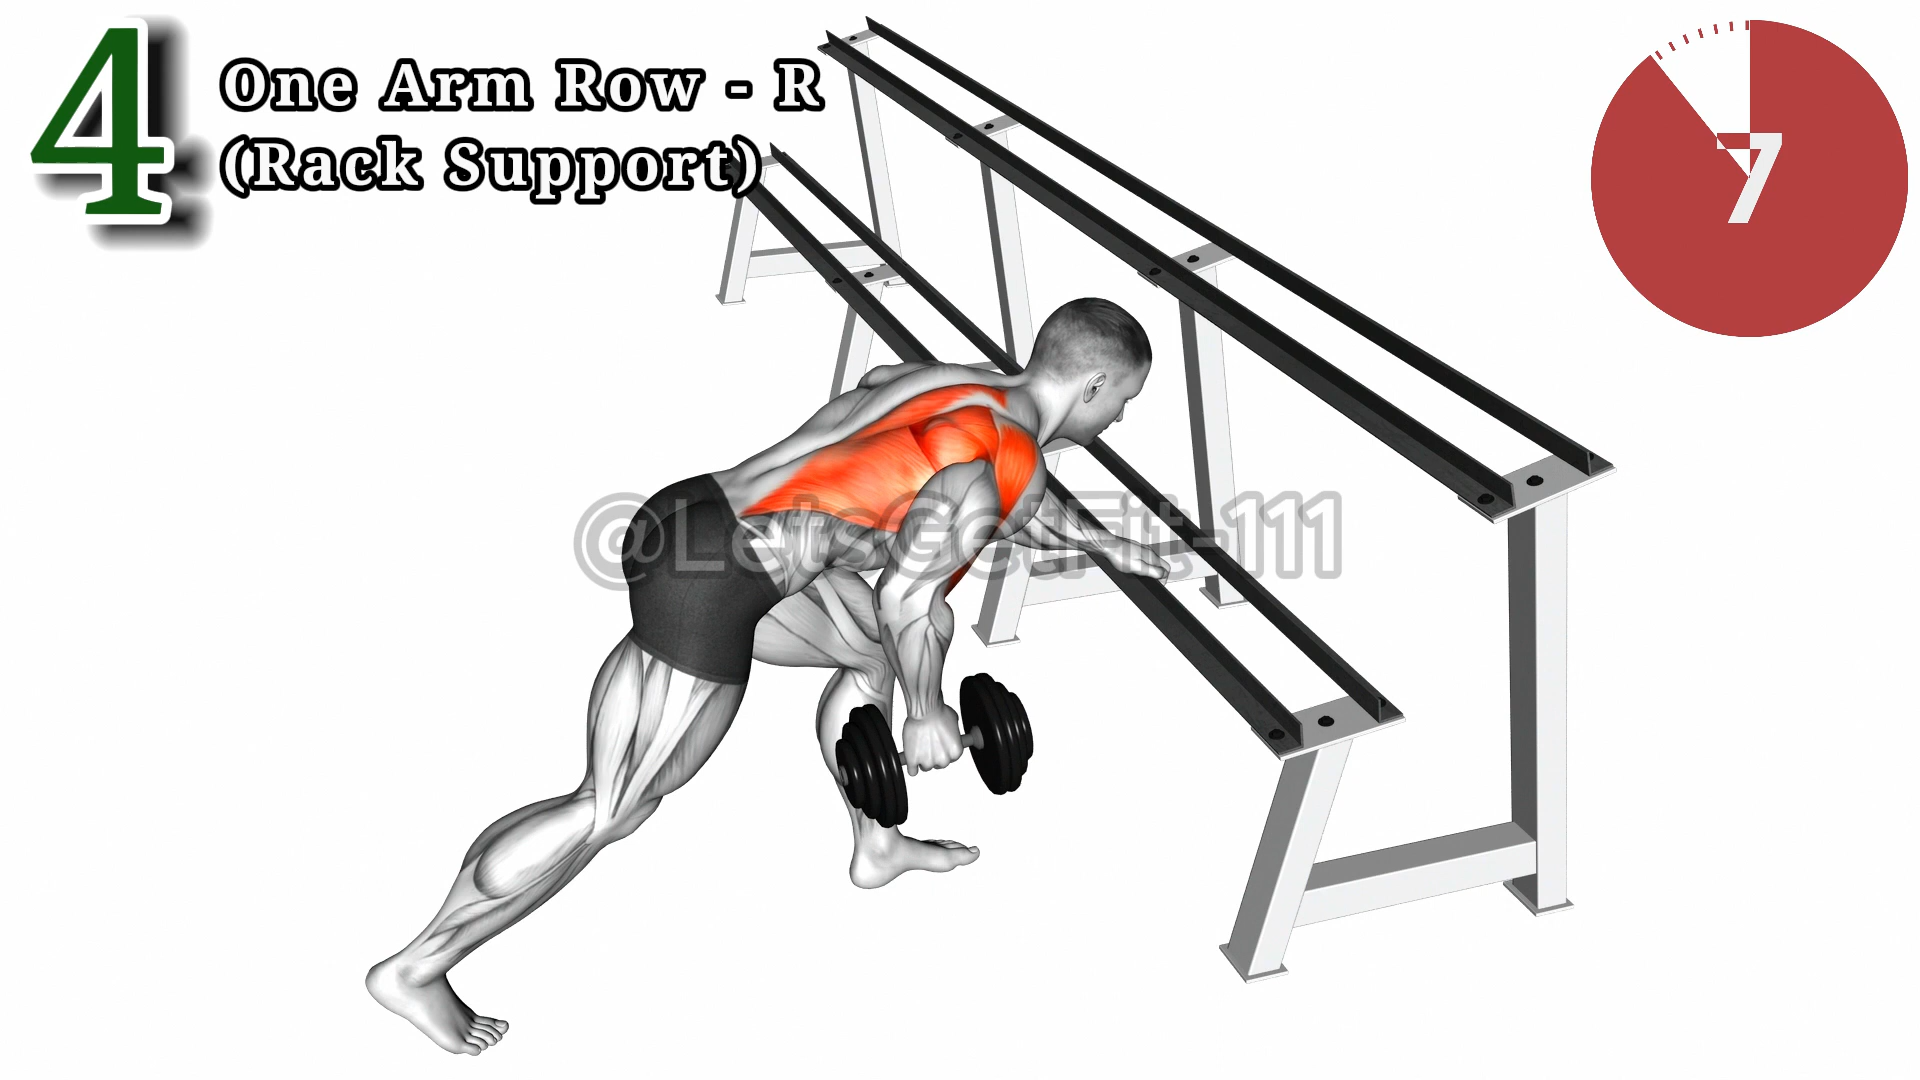 4
One Arm Row - R
(Rack Support)
7
@LetsGetFit-111